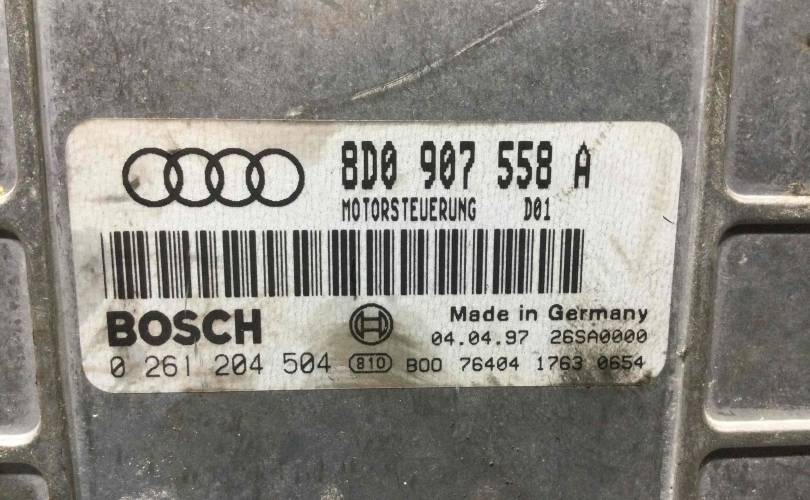 8D0 907 558 A
MOTORSTEUERUNG D01
BOSCH
Made in Germany
04.04.97 26SA0000
0 261 204 504 810 B00 76404 1763 0654